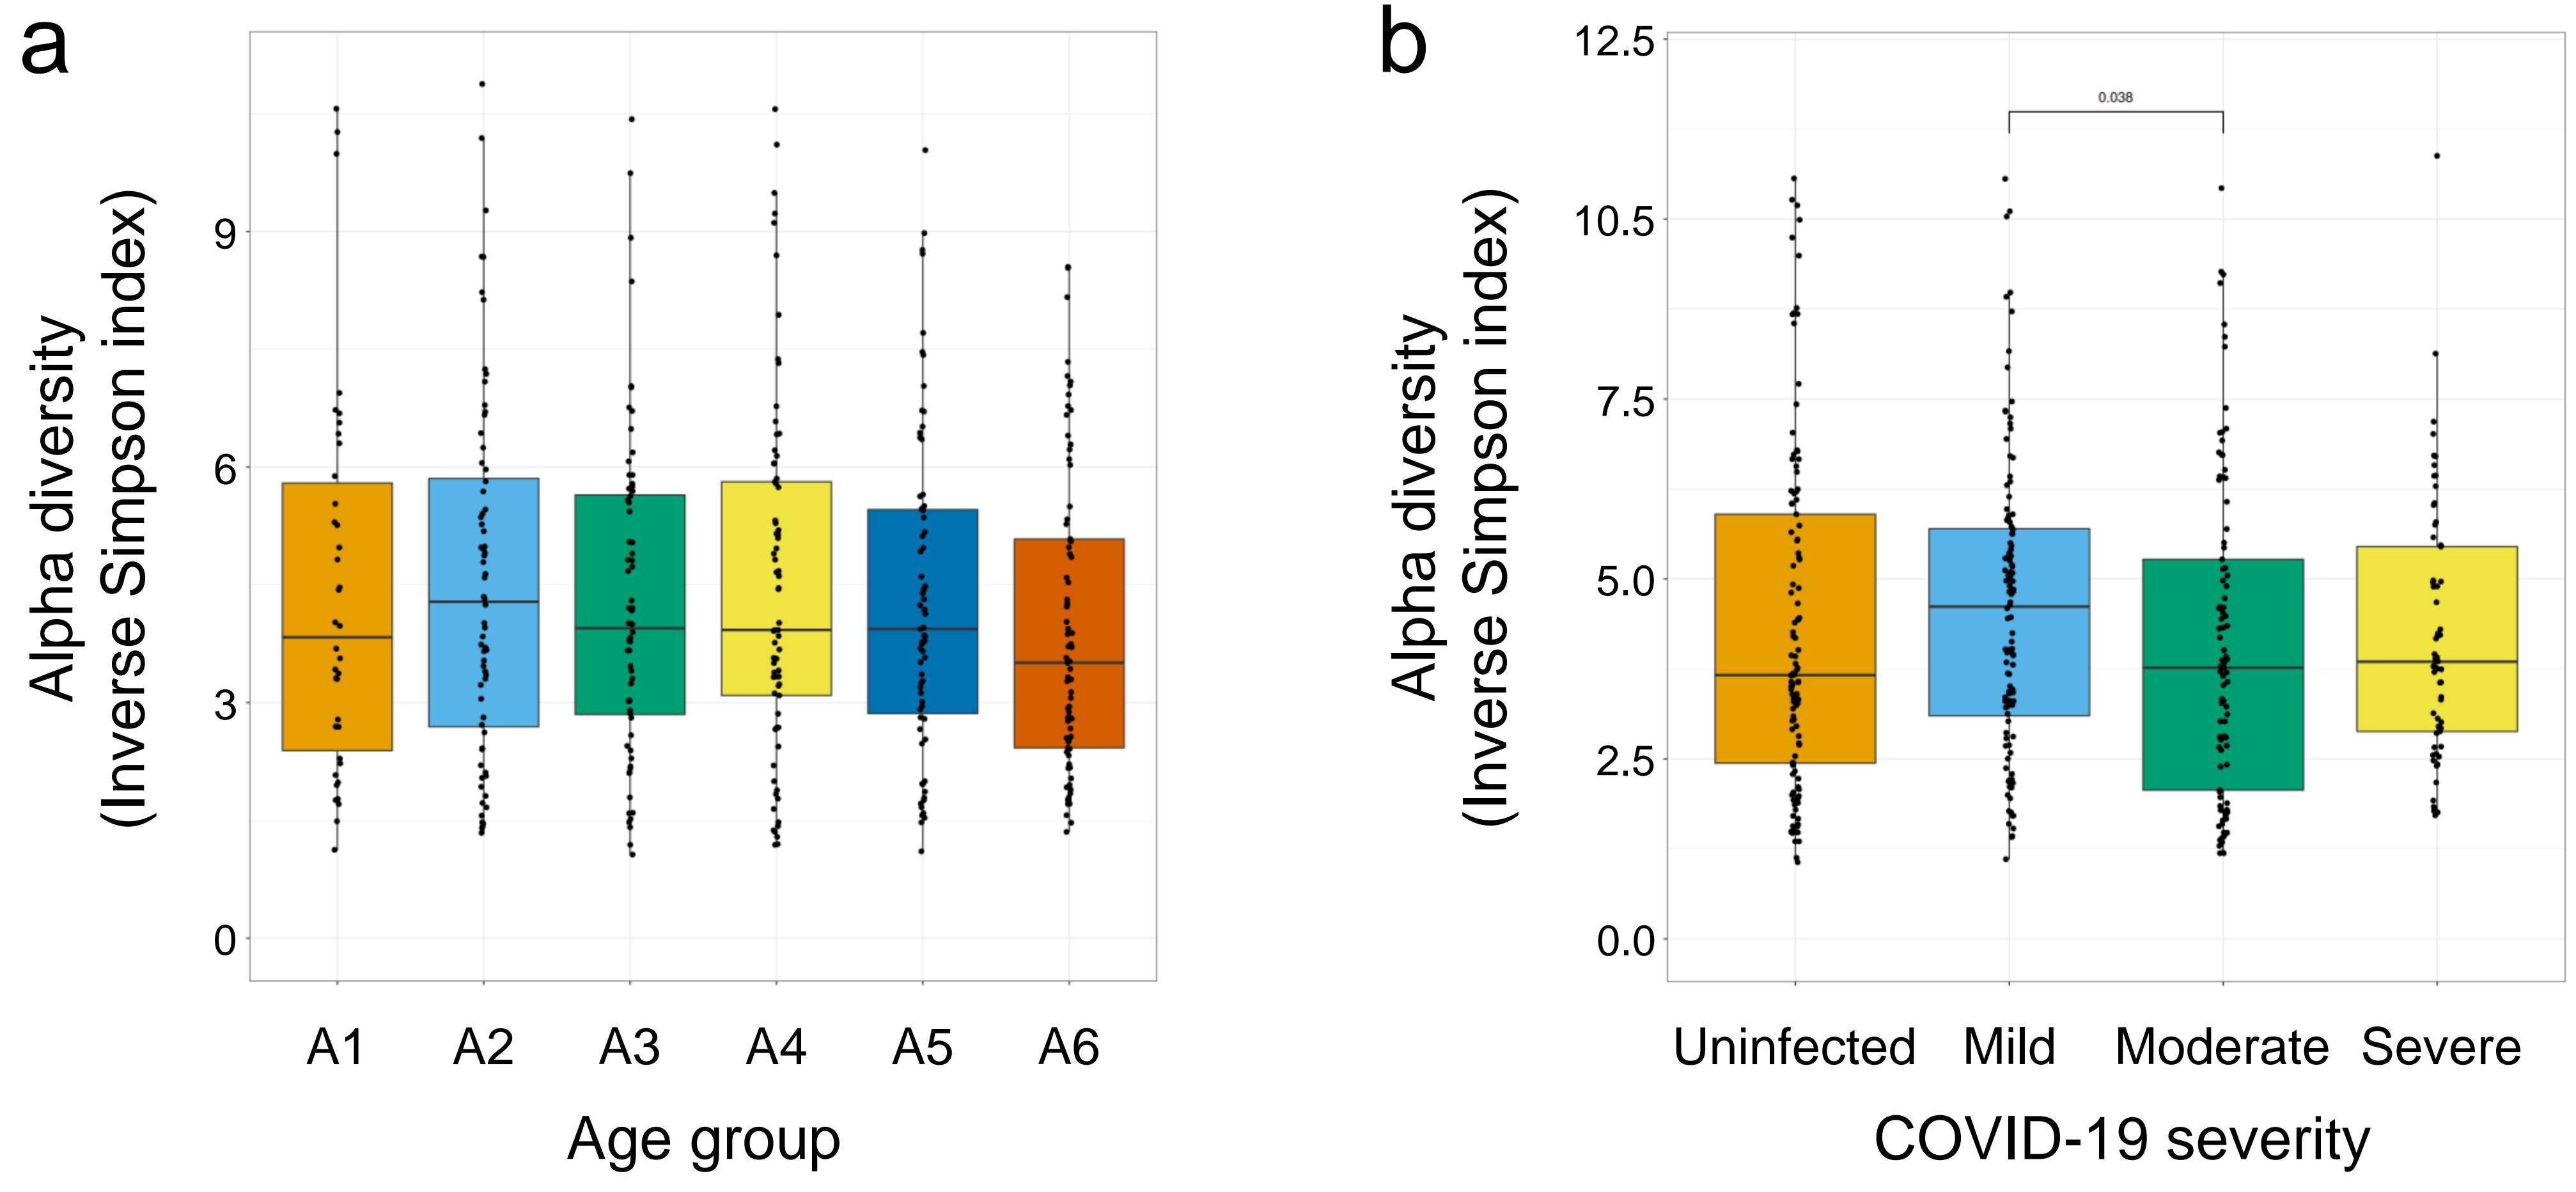 a
Alpha diversity
(Inverse Simpson index)
9
6
3
0
A1 A2 A3 A4 A5 A6
Age group
b
Alpha diversity
(Inverse Simpson index)
12.5
10.5
7.5
5.0
2.5
0.0
0.038
Uninfected Mild Moderate Severe
COVID-19 severity